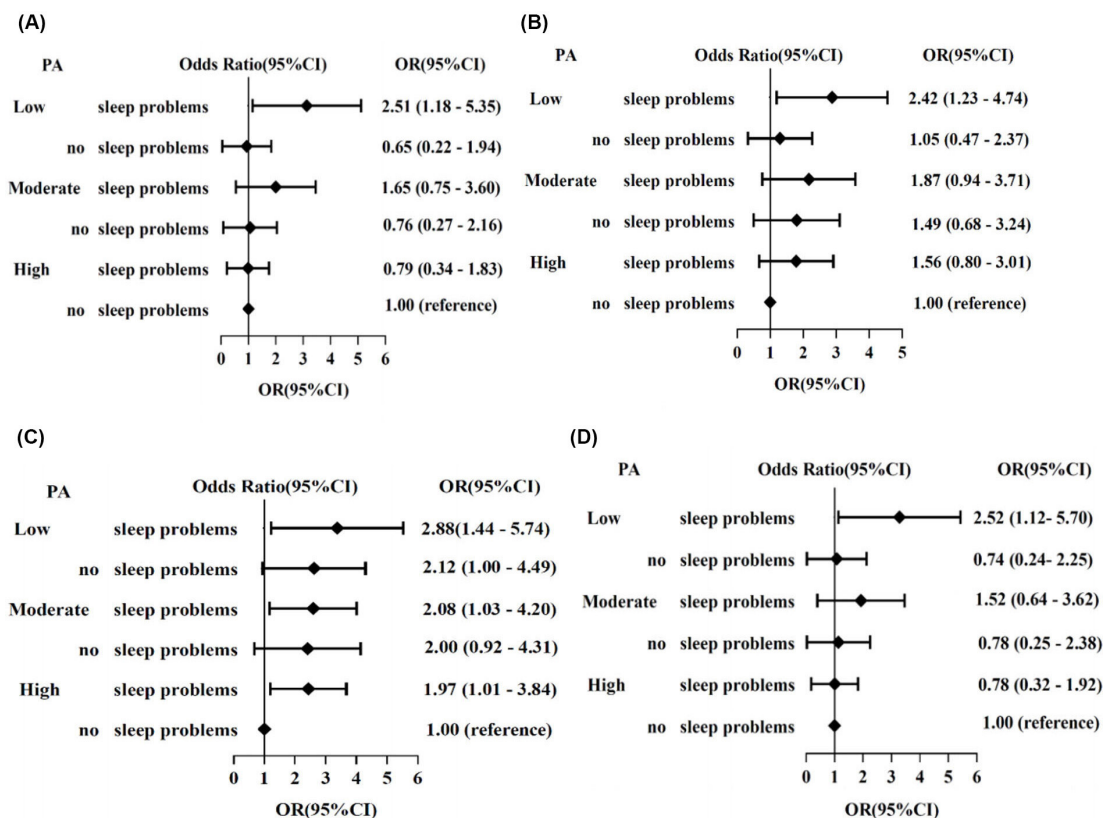 (A)
PA Odds Ratio(95%CI) OR(95%CI)
Low sleep problems 2.51 (1.18 - 5.35)
no sleep problems 0.65 (0.22 - 1.94)
Moderate sleep problems 1.65 (0.75 - 3.60)
no sleep problems 0.76 (0.27 - 2.16)
High sleep problems 0.79 (0.34 - 1.83)
no sleep problems 1.00 (reference)
0 1 2 3 4 5 6
OR(95%CI)
(B)
PA Odds Ratio(95%CI) OR(95%CI)
Low sleep problems 2.42 (1.23 - 4.74)
no sleep problems 1.05 (0.47 - 2.37)
Moderate sleep problems 1.87 (0.94 - 3.71)
no sleep problems 1.49 (0.68 - 3.24)
High sleep problems 1.56 (0.80 - 3.01)
no sleep problems 1.00 (reference)
0 1 2 3 4 5
OR(95%CI)
(C)
PA Odds Ratio(95%CI) OR(95%CI)
Low sleep problems 2.88(1.44 - 5.74)
no sleep problems 2.12 (1.00 - 4.49)
Moderate sleep problems 2.08 (1.03 - 4.20)
no sleep problems 2.00 (0.92 - 4.31)
High sleep problems 1.97 (1.01 - 3.84)
no sleep problems 1.00 (reference)
0 1 2 3 4 5 6
OR(95%CI)
(D)
PA Odds Ratio(95%CI) OR(95%CI)
Low sleep problems 2.52 (1.12- 5.70)
no sleep problems 0.74 (0.24- 2.25)
Moderate sleep problems 1.52 (0.64 - 3.62)
no sleep problems 0.78 (0.25 - 2.38)
High sleep problems 0.78 (0.32 - 1.92)
no sleep problems 1.00 (reference)
0 1 2 3 4 5 6
OR(95%CI)